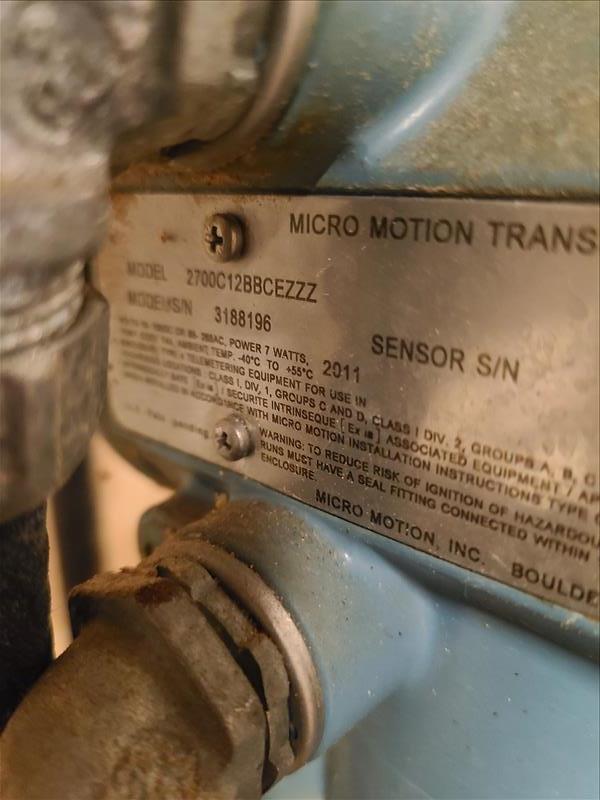 MICRO MOTION TRANS
MODEL 2700C12BBCEZZZ
MODEM S/N 3188196
SENSOR S/N
265AC, POWER 7 WATTS, 2011
AMBIENT TEMP. -40°C TO +55°C
TELEMETERING EQUIPMENT FOR USE IN
CLASS I, DIV, 1, GROUPS C AND D, CLASS I DIV. 2, GROUPS A, B, C
SECURITE INTRINSEQUE [Ex ia] ASSOCIATED EQUIPMENT / AP
WITH MICRO MOTION INSTALLATION INSTRUCTIONS TYPE
pending.
WARNING: TO REDUCE RISK OF IGNITION OF HAZARDOU
RUNS MUST HAVE A SEAL FITTING CONNECTED WITHIN
ENCLOSURE.
MICRO MOTION, INC. BOULDE